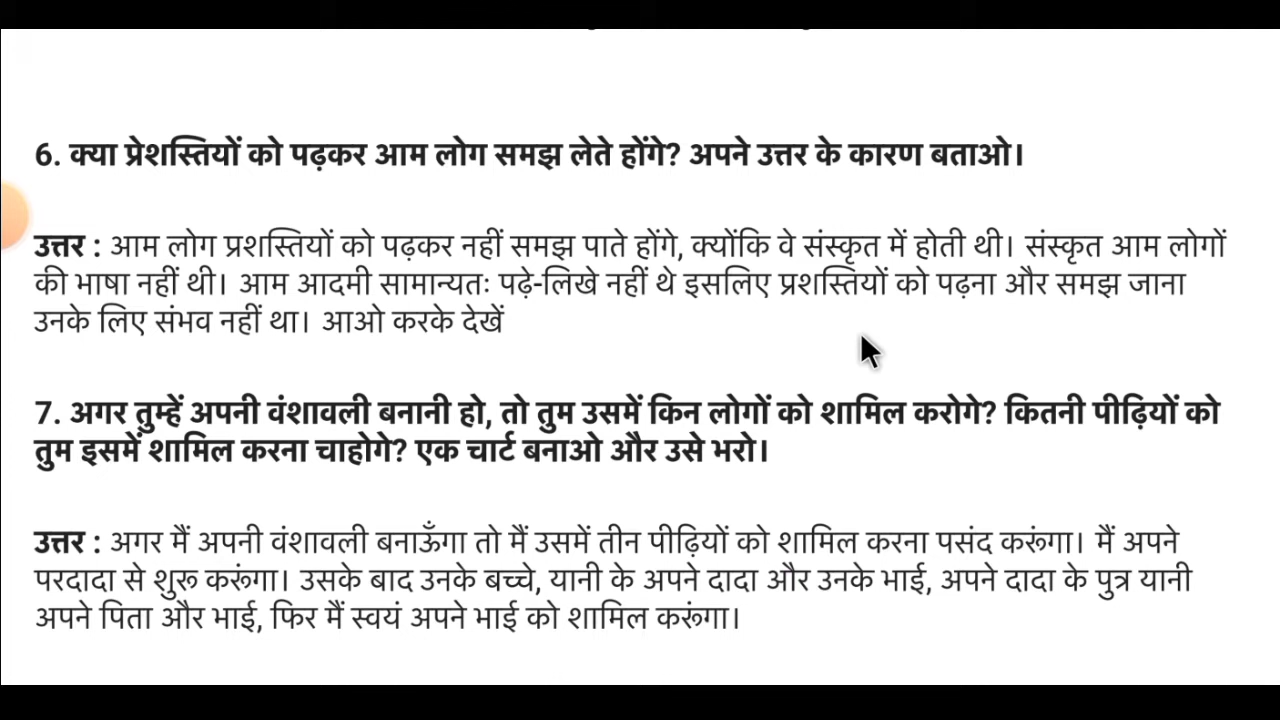 6. क्या प्रेशस्तियों को पढ़कर आम लोग समझ लेते होंगे? अपने उत्तर के कारण बताओ।
उत्तर : आम लोग प्रशस्तियों को पढ़कर नहीं समझ पाते होंगे, क्योंकि वे संस्कृत में होती थी। संस्कृत आम लोगों
की भाषा नहीं थी। आम आदमी सामान्यतः पढ़े-लिखे नहीं थे इसलिए प्रशस्तियों को पढ़ना और समझ जाना
उनके लिए संभव नहीं था। आओ करके देखें
7. अगर तुम्हें अपनी वंशावली बनानी हो, तो तुम उसमें किन लोगों को शामिल करोगे? कितनी पीढ़ियों को
तुम इसमें शामिल करना चाहोगे? एक चार्ट बनाओ और उसे भरो।
उत्तर : अगर मैं अपनी वंशावली बनाऊँगा तो मैं उसमें तीन पीढ़ियों को शामिल करना पसंद करूंगा। मैं अपने
परदादा से शुरू करूंगा। उसके बाद उनके बच्चे, यानी के अपने दादा और उनके भाई, अपने दादा के पुत्र यानी
अपने पिता और भाई, फिर मैं स्वयं अपने भाई को शामिल करूंगा।